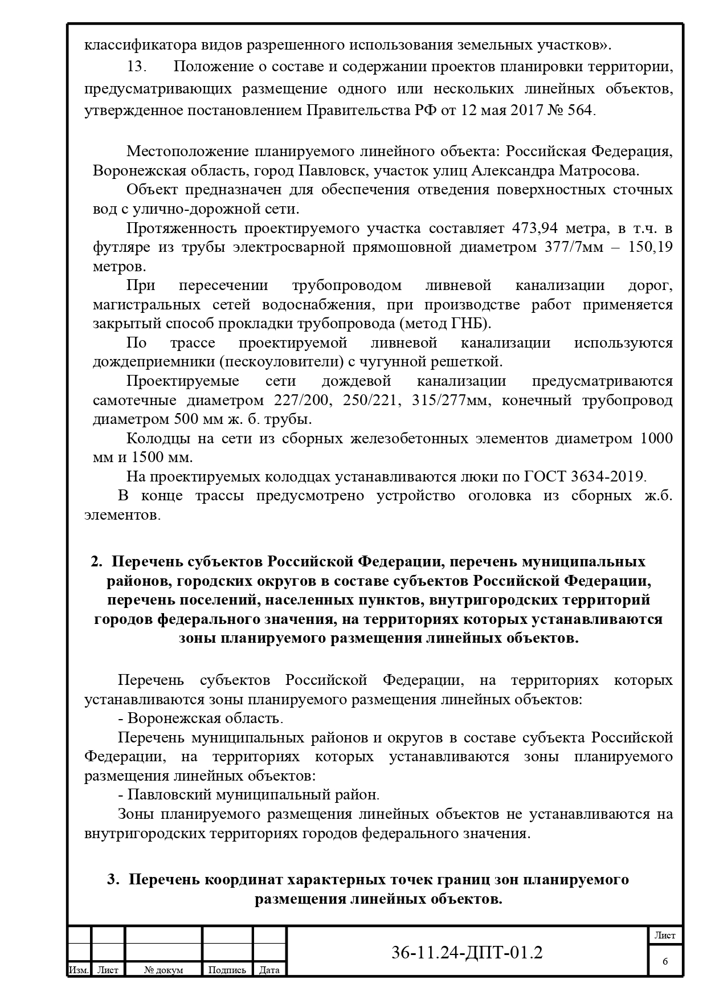 классификатора видов разрешенного использования земельных участков».
13. Положение о составе и содержании проектов планировки территории,
предусматривающих размещение одного или нескольких линейных объектов,
утвержденное постановлением Правительства РФ от 12 мая 2017 № 564.
Местоположение планируемого линейного объекта: Российская Федерация,
Воронежская область, город Павловск, участок улиц Александра Матросова.
Объект предназначен для обеспечения отведения поверхностных сточных
вод с улично-дорожной сети.
Протяженность проектируемого участка составляет 473,94 метра, в т.ч. в
футляре из трубы электросварной прямошовной диаметром 377/7мм – 150,19
метров.
При пересечении трубопроводом ливневой канализации дорог,
магистральных сетей водоснабжения, при производстве работ применяется
закрытый способ прокладки трубопровода (метод ГНБ).
По трассе проектируемой ливневой канализации используются
дождеприемники (пескоуловители) с чугунной решеткой.
Проектируемые сети дождевой канализации предусматриваются
самотечные диаметром 227/200, 250/221, 315/277мм, конечный трубопровод
диаметром 500 мм ж. б. трубы.
Колодцы на сети из сборных железобетонных элементов диаметром 1000
мм и 1500 мм.
На проектируемых колодцах устанавливаются люки по ГОСТ 3634-2019.
В конце трассы предусмотрено устройство оголовка из сборных ж.б.
элементов.
2. Перечень субъектов Российской Федерации, перечень муниципальных
районов, городских округов в составе субъектов Российской Федерации,
перечень поселений, населенных пунктов, внутригородских территорий
городов федерального значения, на территориях которых устанавливаются
зоны планируемого размещения линейных объектов.
Перечень субъектов Российской Федерации, на территориях которых
устанавливаются зоны планируемого размещения линейных объектов:
- Воронежская область.
Перечень муниципальных районов и округов в составе субъекта Российской
Федерации, на территориях которых устанавливаются зоны планируемого
размещения линейных объектов:
- Павловский муниципальный район.
Зоны планируемого размещения линейных объектов не устанавливаются на
внутригородских территориях городов федерального значения.
3. Перечень координат характерных точек границ зон планируемого
размещения линейных объектов.
36-11.24-ДПТ-01.2
Лист
6
Изм. Лист № докум Подпись Дата